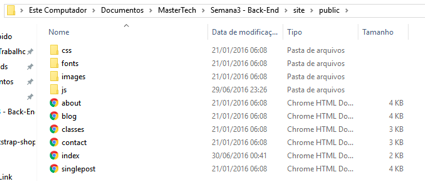 Este Computador > Documentos > MasterTech > Semana3 - Back-End > site > public >
Nome Data de modificaç... Tipo Tamanho
css 21/01/2016 06:08 Pasta de arquivos
fonts 21/01/2016 06:08 Pasta de arquivos
images 21/01/2016 06:08 Pasta de arquivos
js 29/06/2016 23:26 Pasta de arquivos
about 21/01/2016 06:08 Chrome HTML Do... 4 KB
blog 21/01/2016 06:08 Chrome HTML Do... 4 KB
classes 21/01/2016 06:08 Chrome HTML Do... 3 KB
contact 21/01/2016 06:08 Chrome HTML Do... 3 KB
index 30/06/2016 00:41 Chrome HTML Do... 2 KB
singlepost 21/01/2016 06:08 Chrome HTML Do... 4 KB
pido
Trabalho
ds
ntos
s - Back-End
tstrap-shop
Link